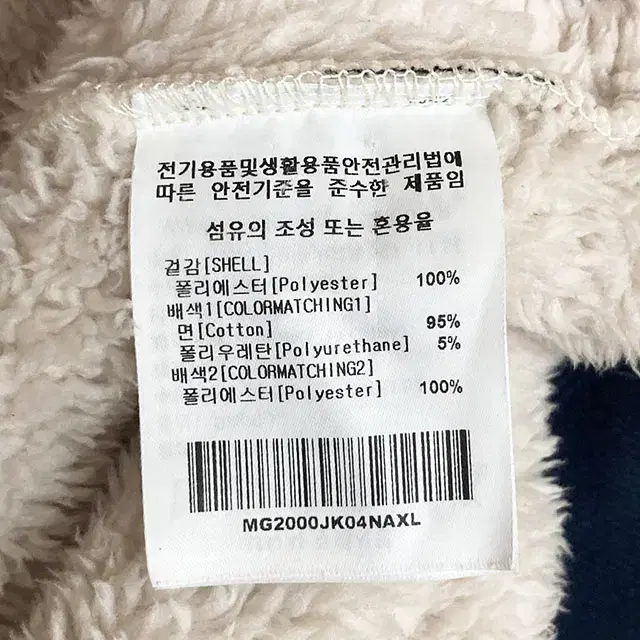 전기용품및생활용품안전관리법에
따른 안전기준을 준수한 제품임
섬유의 조성 또는 혼용율
겉감[SHELL]
폴리에스터[Polyester] 100%
배색1[COLORMATCHING1]
면[Cotton] 95%
폴리우레탄[Polyurethane] 5%
배색2[COLORMATCHING2]
폴리에스터[Polyester] 100%
MG2000JK04NAXL